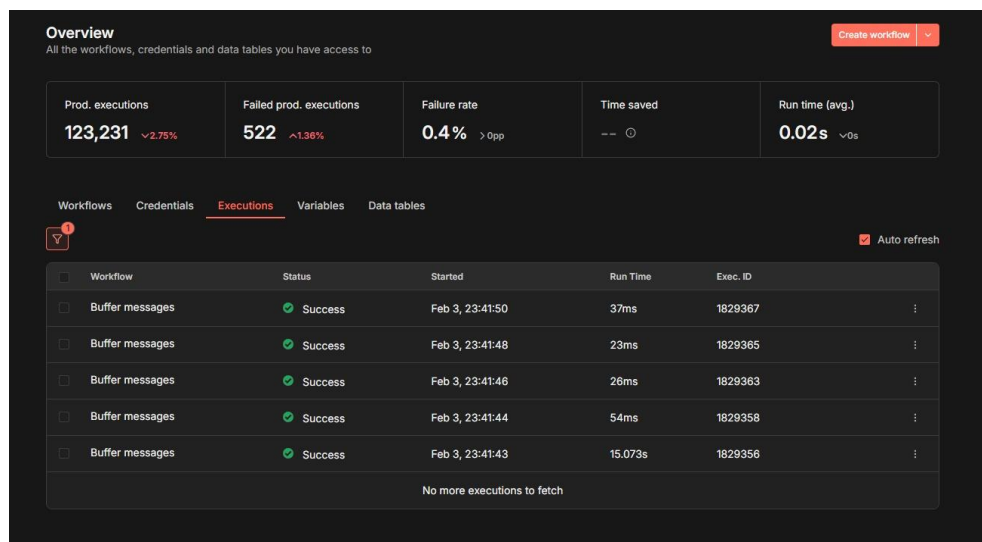 Overview
All the workflows, credentials and data tables you have access to
Create workflow
Prod. executions
123,231 2.75%
Failed prod. executions
522 1.36%
Failure rate
0.4% 0pp
Time saved
--
Run time (avg.)
0.02s 0s
Workflows Credentials Executions Variables Data tables
1
Auto refresh
Workflow Status Started Run Time Exec. ID
Buffer messages Success Feb 3, 23:41:50 37ms 1829367
Buffer messages Success Feb 3, 23:41:48 23ms 1829365
Buffer messages Success Feb 3, 23:41:46 26ms 1829363
Buffer messages Success Feb 3, 23:41:44 54ms 1829358
Buffer messages Success Feb 3, 23:41:43 15.073s 1829356
No more executions to fetch